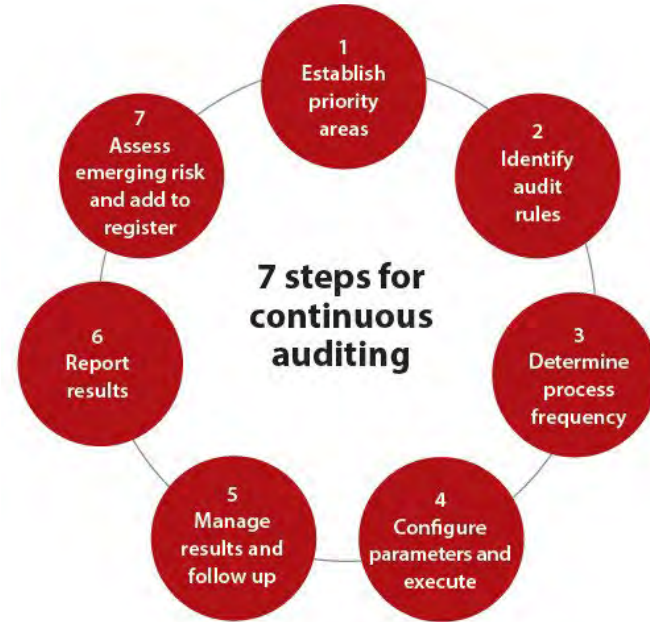 1
Establish
priority
areas
2
Identify
audit
rules
3
Determine
process
frequency
4
Configure
parameters and
execute
5
Manage
results and
follow up
6
Report
results
7
Assess
emerging risk
and add to
register
7 steps for
continuous
auditing